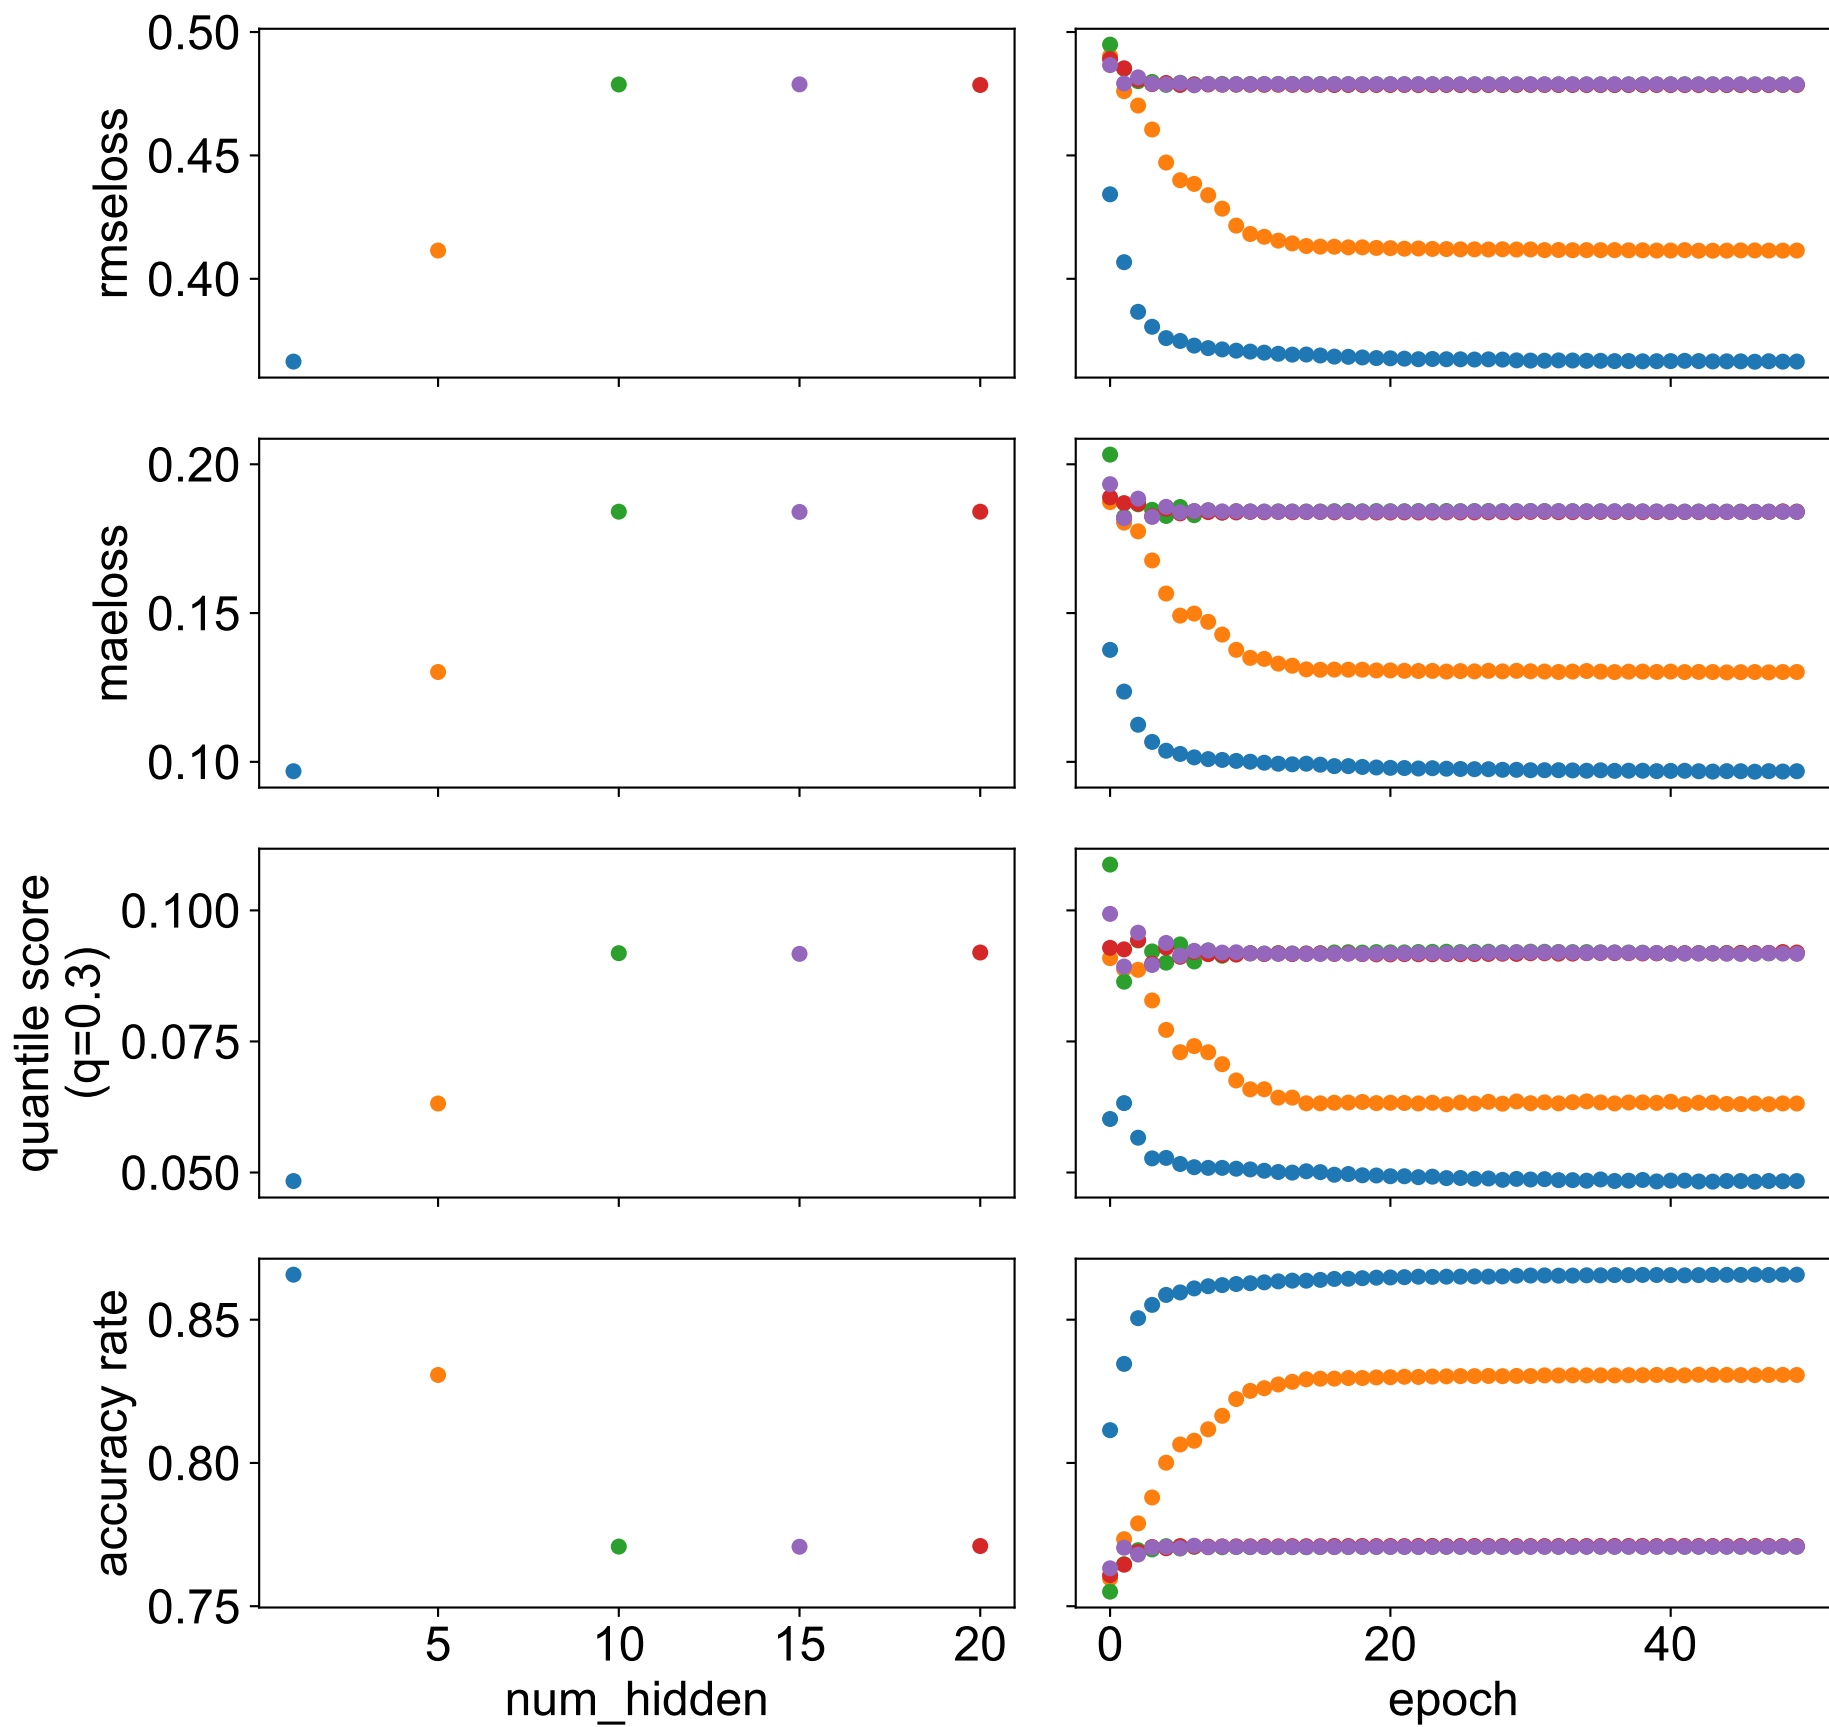 0.50
0.45
0.40
rmseloss
0.20
0.15
0.10
maeloss
0.100
0.075
0.050
quantile score
(q=0.3)
0.85
0.80
0.75
accuracy rate
5 10 15 20
num_hidden
0 20 40
epoch